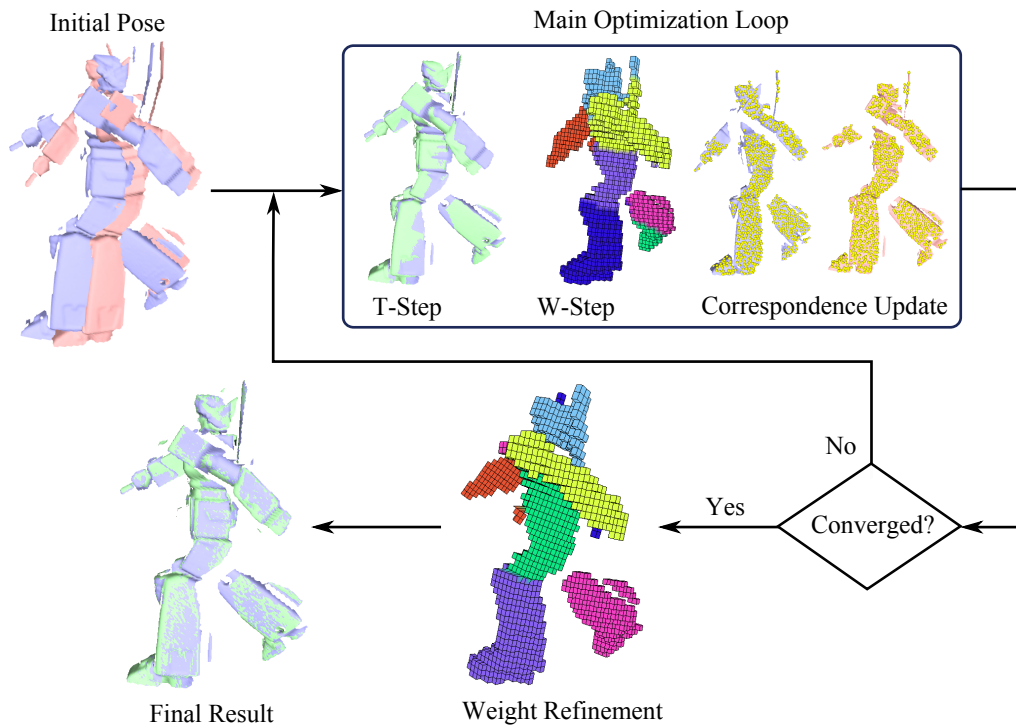 Initial Pose
Main Optimization Loop
T-Step
W-Step
Correspondence Update
No
Yes
Converged?
Final Result
Weight Refinement